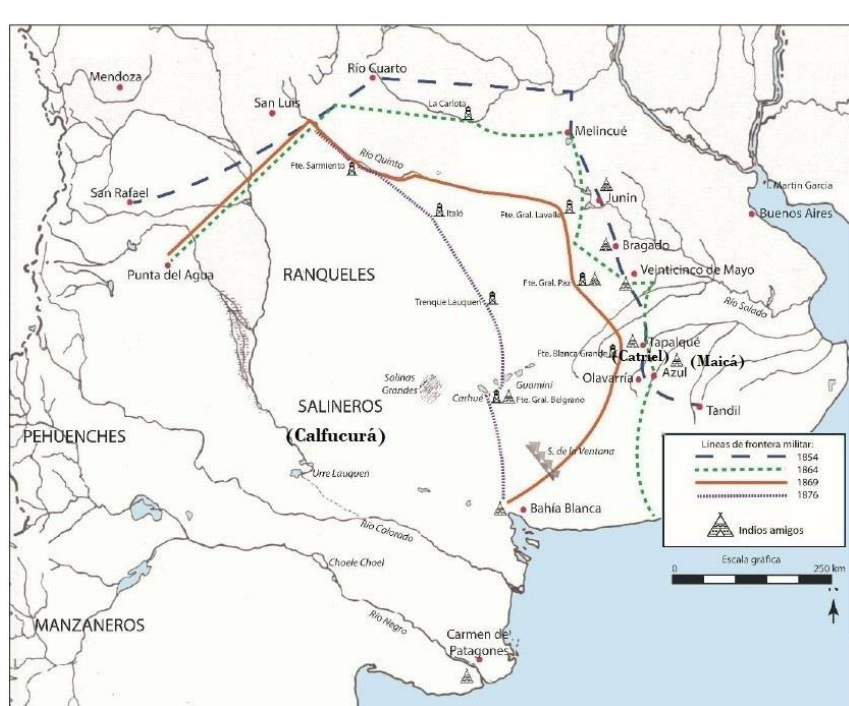 Mendoza
Río Cuarto
San Luis
La Carlota
Melincué
Río Quinto
Fte. Sarmiento
San Rafael
Italó
Fte. Gral. Lavalle
Junín
I. Martín García
Buenos Aires
Bragado
Punta del Agua
RANQUELES
Fte. Gral. Paz
Veinticinco de Mayo
Trenque Lauquen
Río Salado
Fte. Blanca Grande
Tapalqué
(Catriel)
(Maicá)
Salinas
Grandes
Guaminí
Carhué
Fte. Gral. Belgrano
Olavarría
Azul
Tandil
SALINEROS
(Calfucurá)
PEHUENCHES
S. de la Ventana
Urre Lauquen
Bahía Blanca
Río Colorado
Choele Choel
MANZANEROS
Río Negro
Carmen de
Patagones
Líneas de frontera militar:
1854
1864
1869
1876
Indios amigos
Escala gráfica
0 250 km
N